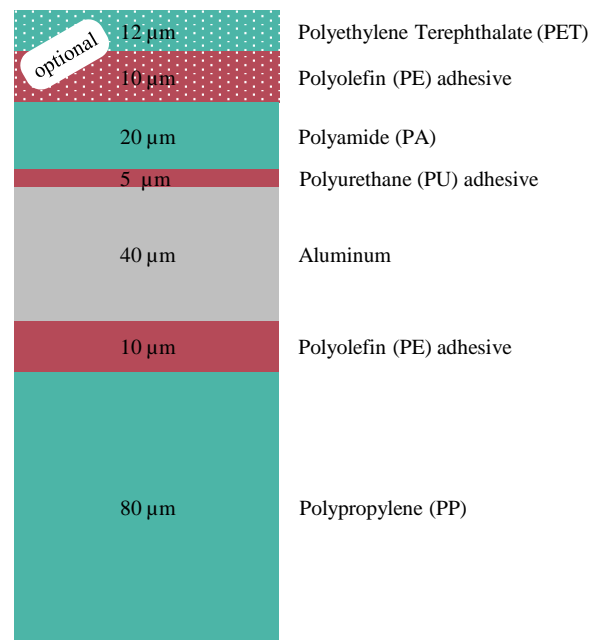 12 µm Polyethylene Terephthalate (PET)
optional
10 µm Polyolefin (PE) adhesive
20 µm Polyamide (PA)
5 µm Polyurethane (PU) adhesive
40 µm Aluminum
10 µm Polyolefin (PE) adhesive
80 µm Polypropylene (PP)